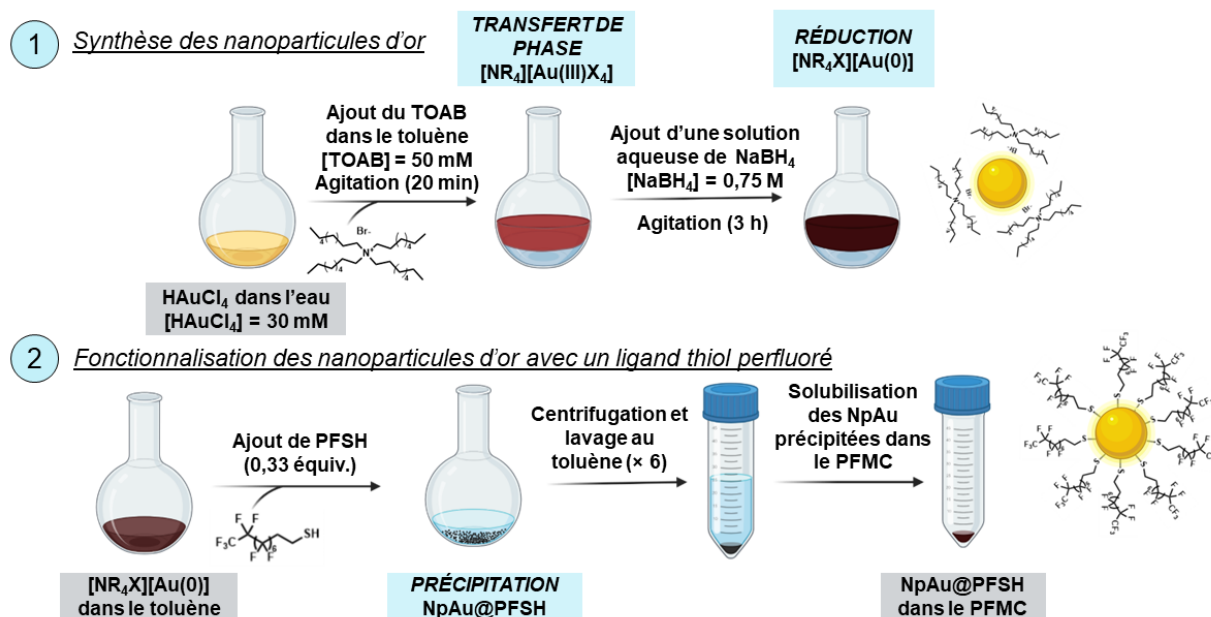 1
Synthèse des nanoparticules d'or
TRANSFERT DE
PHASE
[NR₄][Au(III)X₄]
RÉDUCTION
[NR₄X][Au(0)]
Ajout du TOAB
dans le toluène
[TOAB] = 50 mM
Agitation (20 min)
Ajout d'une solution
aqueuse de NaBH₄
[NaBH₄] = 0,75 M
Agitation (3 h)
Br-
N⁺
HAuCl₄ dans l'eau
[HAuCl₄] = 30 mM
2
Fonctionnalisation des nanoparticules d'or avec un ligand thiol perfluoré
Ajout de PFSH
(0,33 équiv.)
Centrifugation et
lavage au
toluène (× 6)
Solubilisation
des NpAu
précipitées dans
le PFMC
[NR₄X][Au(0)]
dans le toluène
PRÉCIPITATION
NpAu@PFSH
NpAu@PFSH
dans le PFMC